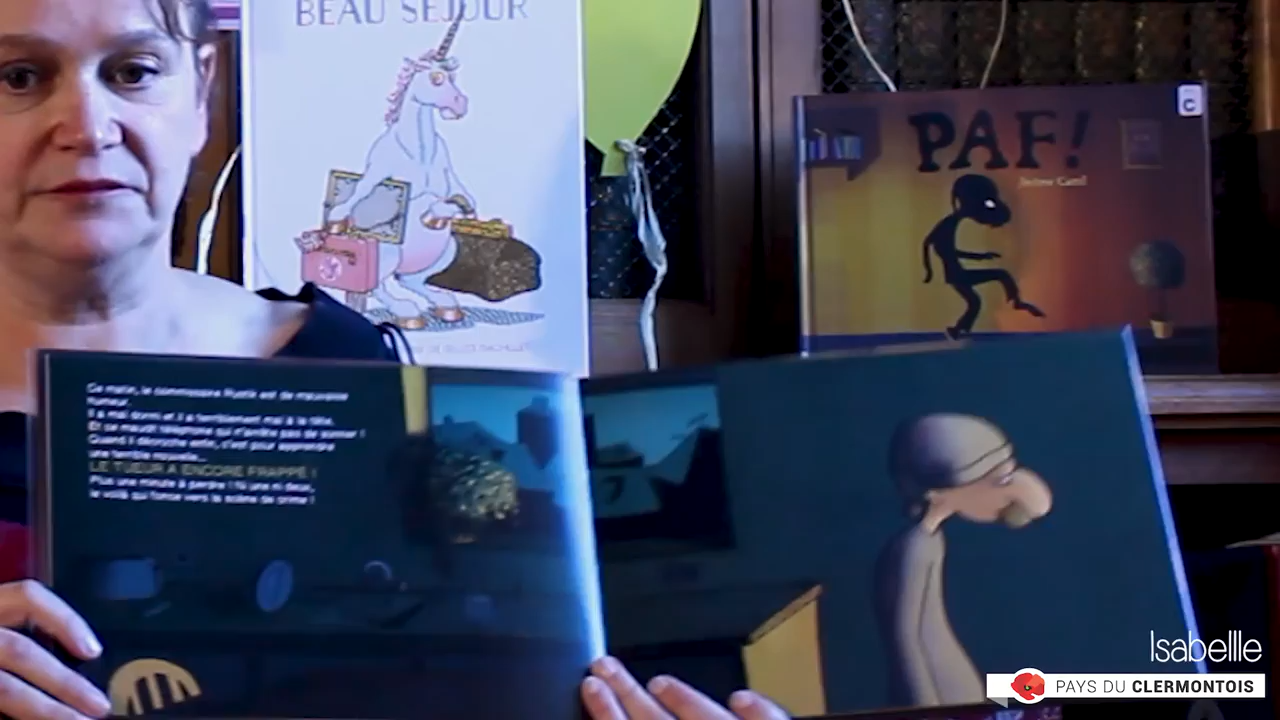 BEAU SEJOUR
PAF!
C
Ce matin, le commissaire Rustik est de mauvaise
humeur.
Il a mal dormi et il a terriblement mal à la tête.
Et ce maudit téléphone qui n'arrête pas de sonner !
Quand il décroche enfin, c'est pour apprendre
une terrible nouvelle...
LE TUEUR A ENCORE FRAPPÉ !
Plus une minute à perdre ! Ni une ni deux,
le voilà qui fonce vers la scène de crime !
Isabellle
PAYS DU CLERMONTOIS